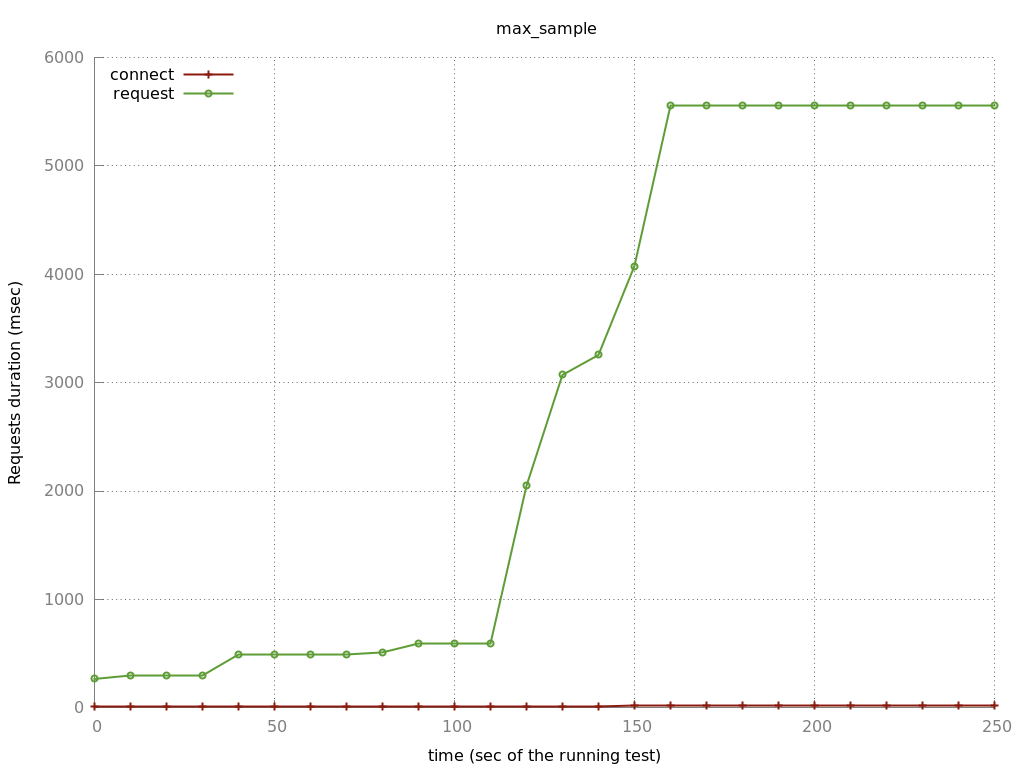 max_sample
6000
connect
request
5000
4000
3000
2000
1000
0
0 50 100 150 200 250
Requests duration (msec)
time (sec of the running test)